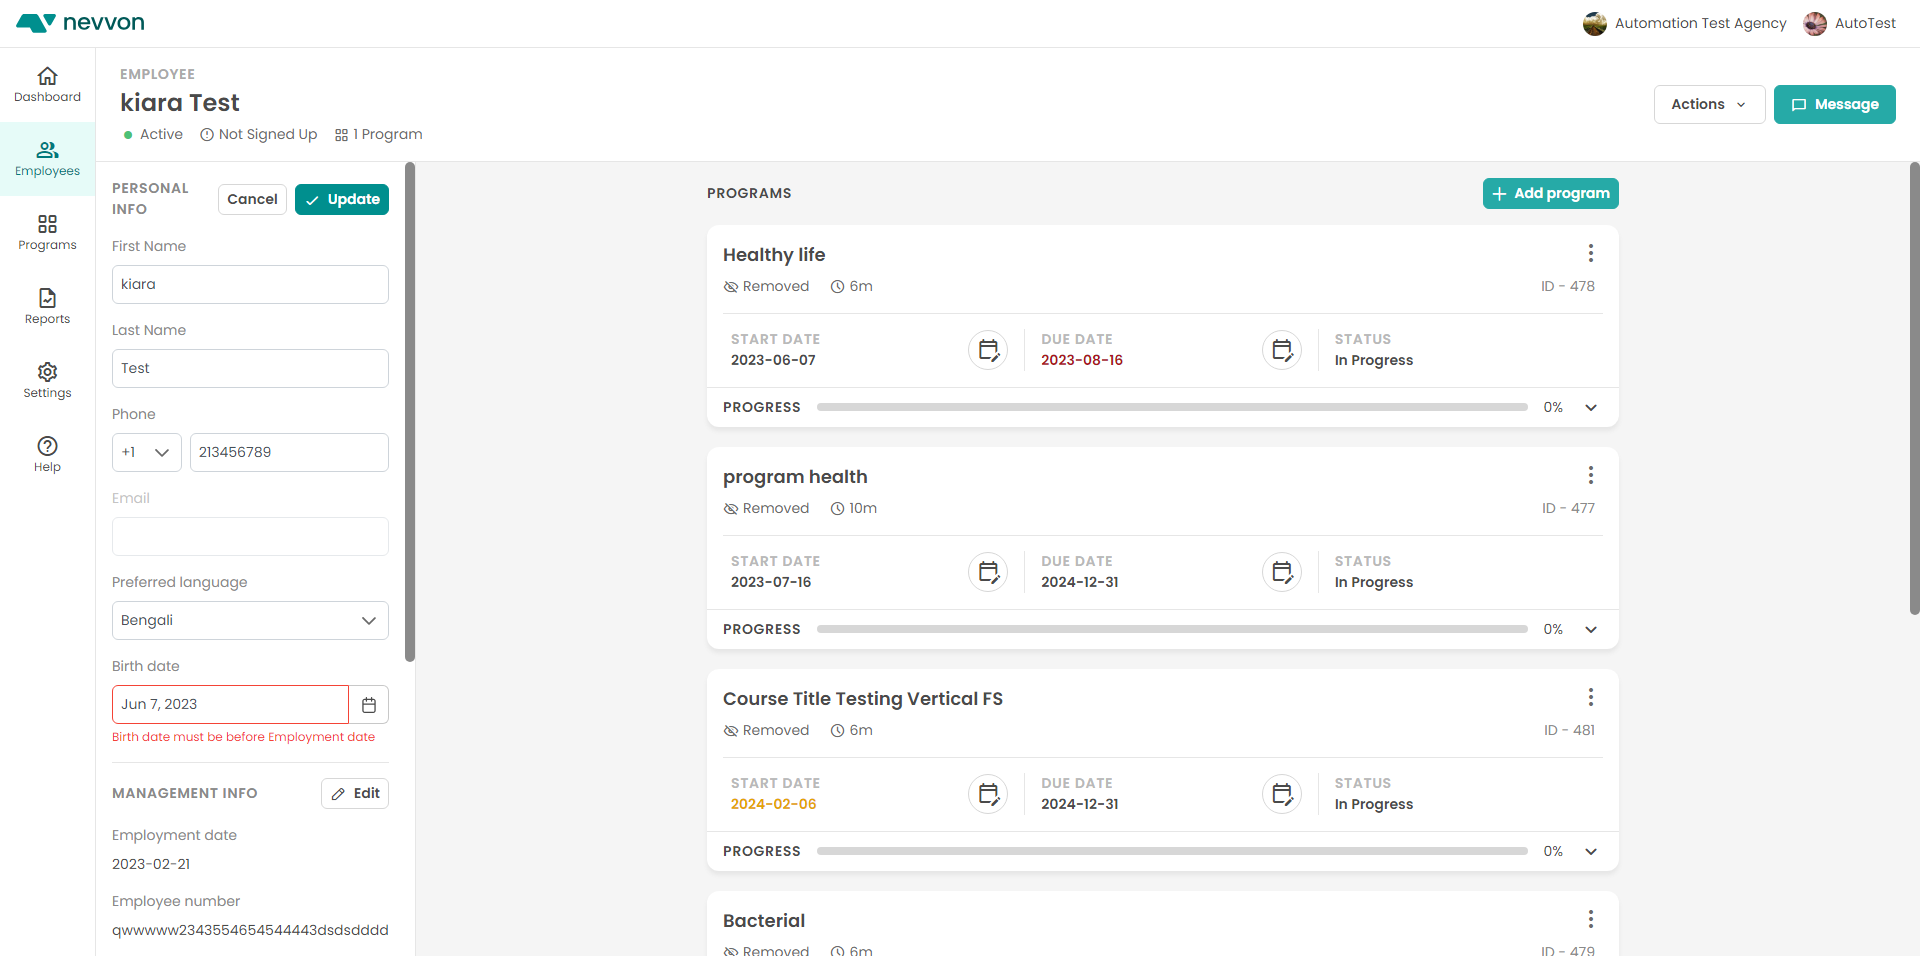 nevvon
Automation Test Agency
AutoTest
Dashboard
Employees
Programs
Reports
Settings
Help
EMPLOYEE
kiara Test
Active
Not Signed Up
1 Program
Actions
Message
PERSONAL
INFO
Cancel
Update
First Name
kiara
Last Name
Test
Phone
+1
213456789
Email
Preferred language
Bengali
Birth date
Jun 7, 2023
Birth date must be before Employment date
MANAGEMENT INFO
Edit
Employment date
2023-02-21
Employee number
qwwwww2343554654544443dsdsdddd
PROGRAMS
Add program
Healthy life
Removed
6m
ID - 478
START DATE
2023-06-07
DUE DATE
2023-08-16
STATUS
In Progress
PROGRESS
0%
program health
Removed
10m
ID - 477
START DATE
2023-07-16
DUE DATE
2024-12-31
STATUS
In Progress
PROGRESS
0%
Course Title Testing Vertical FS
Removed
6m
ID - 481
START DATE
2024-02-06
DUE DATE
2024-12-31
STATUS
In Progress
PROGRESS
0%
Bacterial
Removed
6m
ID - 479